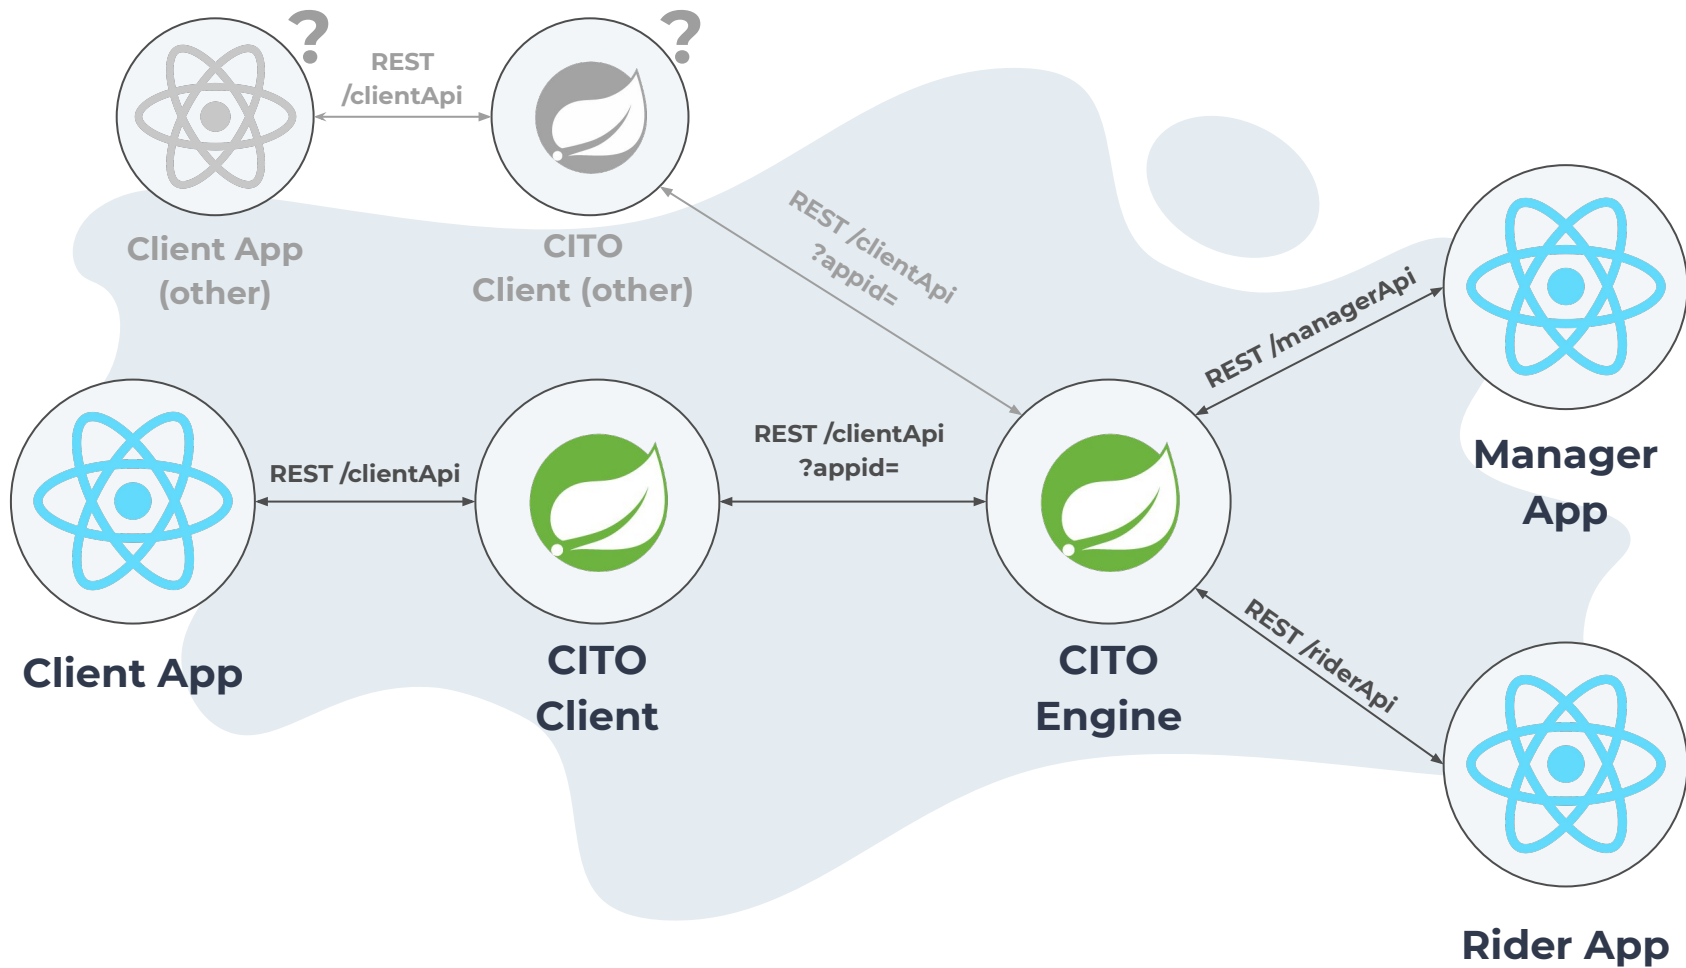 ?
?
REST
/clientApi
Client App
(other)
CITO
Client (other)
REST /clientApi
?appid=
REST /managerApi
Manager
App
REST /clientApi
REST /clientApi
?appid=
Client App
CITO
Client
CITO
Engine
REST /riderApi
Rider App